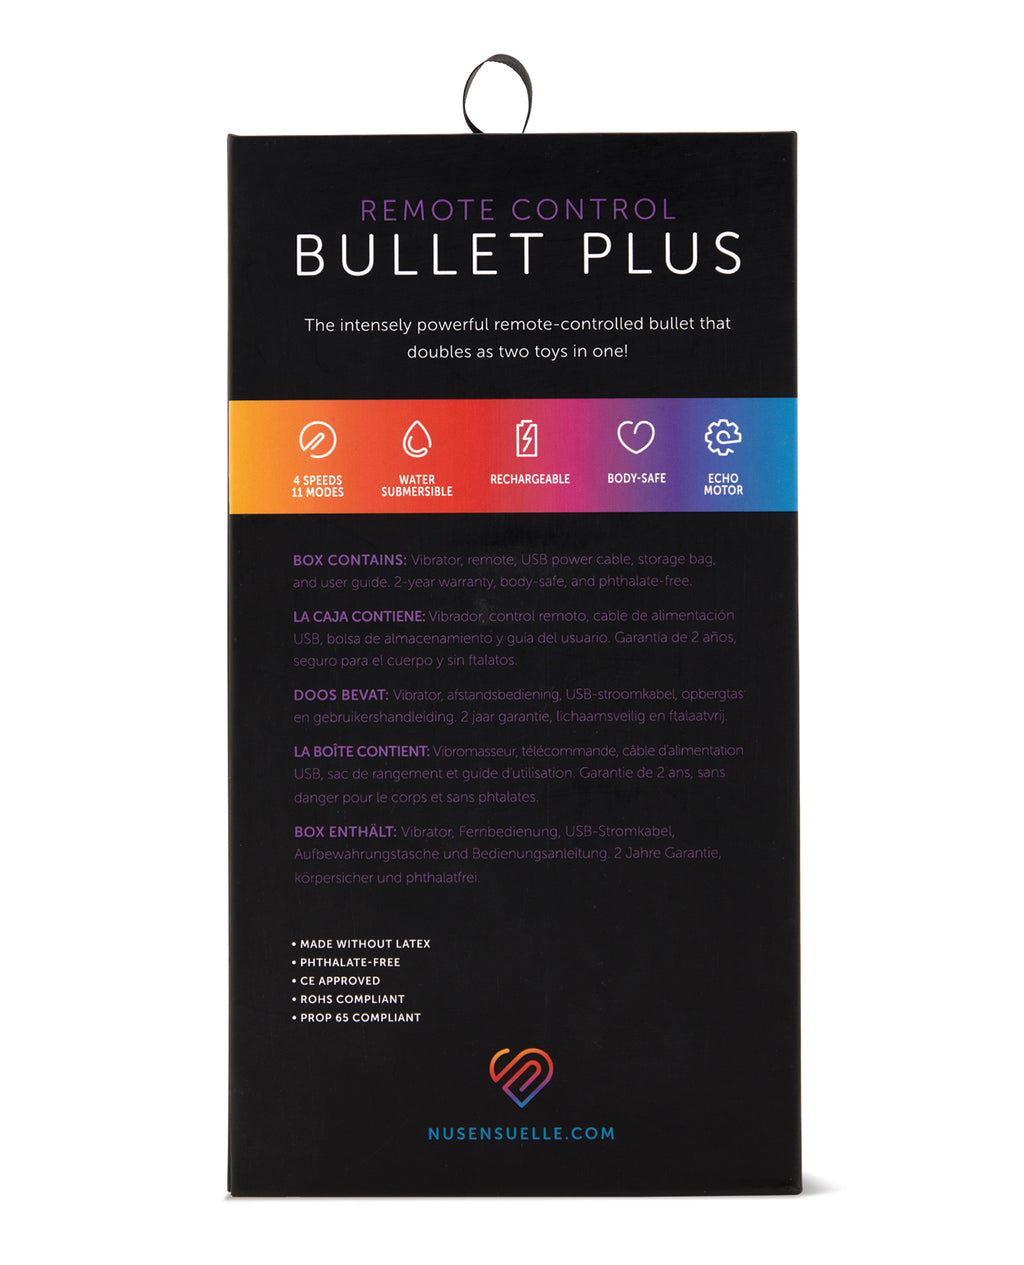 REMOTE CONTROL
BULLET PLUS
The intensely powerful remote-controlled bullet that
doubles as two toys in one!
4 SPEEDS
11 MODES
WATER
SUBMERSIBLE
RECHARGEABLE
BODY-SAFE
ECHO
MOTOR
BOX CONTAINS: Vibrator, remote, USB power cable, storage bag,
and user guide. 2-year warranty, body-safe, and phthalate-free.
LA CAJA CONTIENE: Vibrador, control remoto, cable de alimentación
USB, bolsa de almacenamiento y guía del usuario. Garantía de 2 años,
seguro para el cuerpo y sin ftalatos.
DOOS BEVAT: Vibrator, afstandsbediening, USB-stroomkabel, opbergtas
en gebruikershandleiding. 2 jaar garantie, lichaamsveilig en ftalaatvrij.
LA BOÎTE CONTIENT: Vibromasseur, télécommande, câble d'alimentation
USB, sac de rangement et guide d'utilisation. Garantie de 2 ans, sans
danger pour le corps et sans phtalates.
BOX ENTHÄLT: Vibrator, Fernbedienung, USB-Stromkabel,
Aufbewahrungstasche und Bedienungsanleitung. 2 Jahre Garantie,
körpersicher und phthalatfrei.
• MADE WITHOUT LATEX
• PHTHALATE-FREE
• CE APPROVED
• ROHS COMPLIANT
• PROP 65 COMPLIANT
NUSENSUELLE.COM